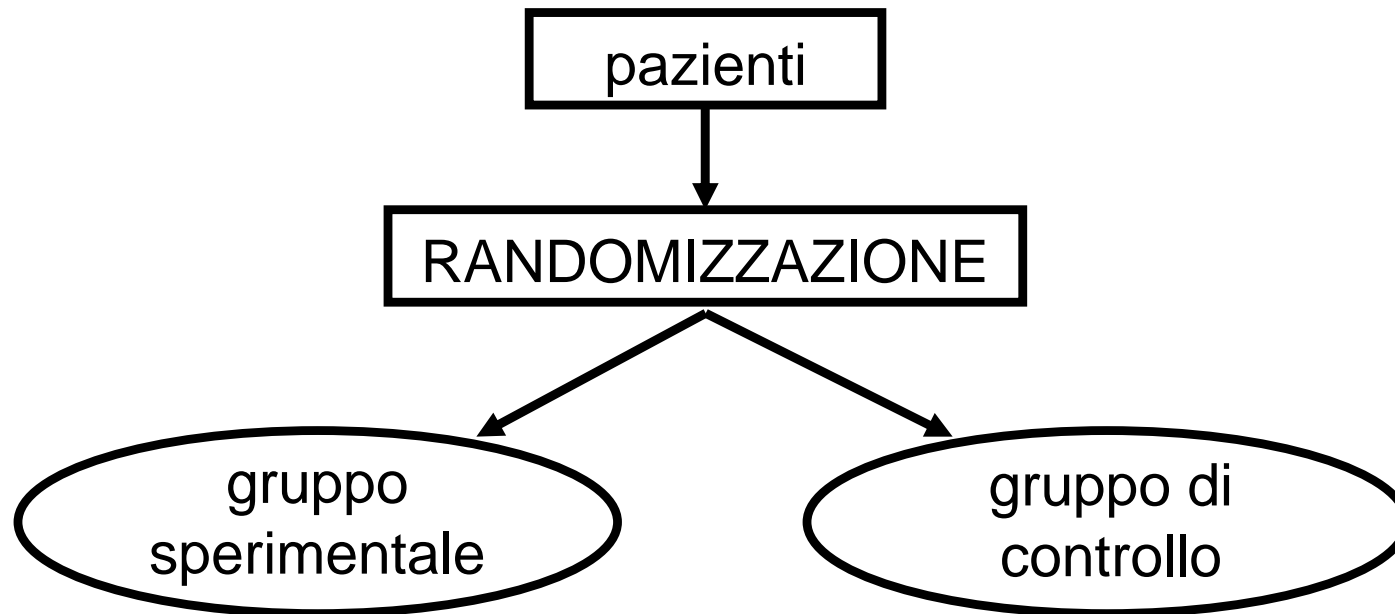 pazienti
RANDOMIZZAZIONE
gruppo
sperimentale
gruppo di
controllo